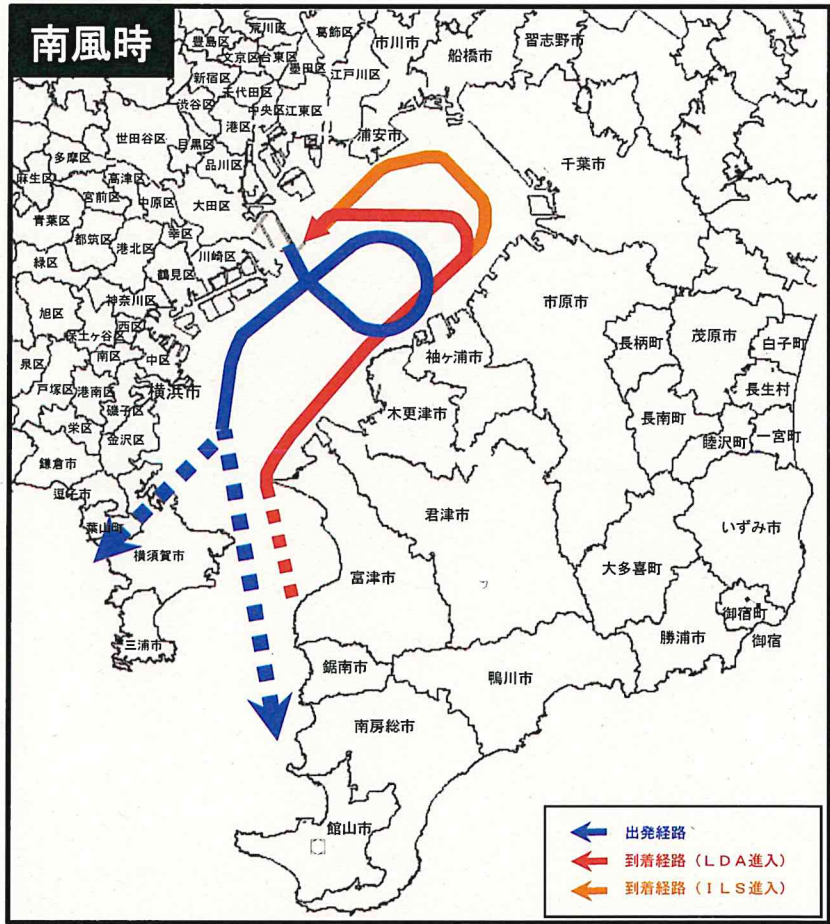 南風時
豊島区
荒川区
葛飾区
市川市
船橋市
習志野市
文京区
台東区
墨田区
江戸川区
新宿区
千代田区
渋谷区
中央区
江東区
浦安市
港区
世田谷区
目黒区
品川区
千葉市
多摩区
麻生区
高津区
宮前区
中原区
大田区
青葉区
幸区
都筑区
港北区
川崎区
緑区
鶴見区
神奈川区
旭区
西区
保土ヶ谷区
市原市
長柄町
茂原市
白子町
南区
中区
泉区
戸塚区
港南区
横浜市
袖ヶ浦市
長生村
磯子区
木更津市
長南町
栄区
金沢区
睦沢町
一宮町
鎌倉市
逗子市
君津市
いすみ市
葉山町
横須賀市
富津市
大多喜町
御宿町
三浦市
勝浦市
御宿
鋸南市
鴨川市
南房総市
館山市
出発経路
到着経路（ＬＤＡ進入）
到着経路（ＩＬＳ進入）